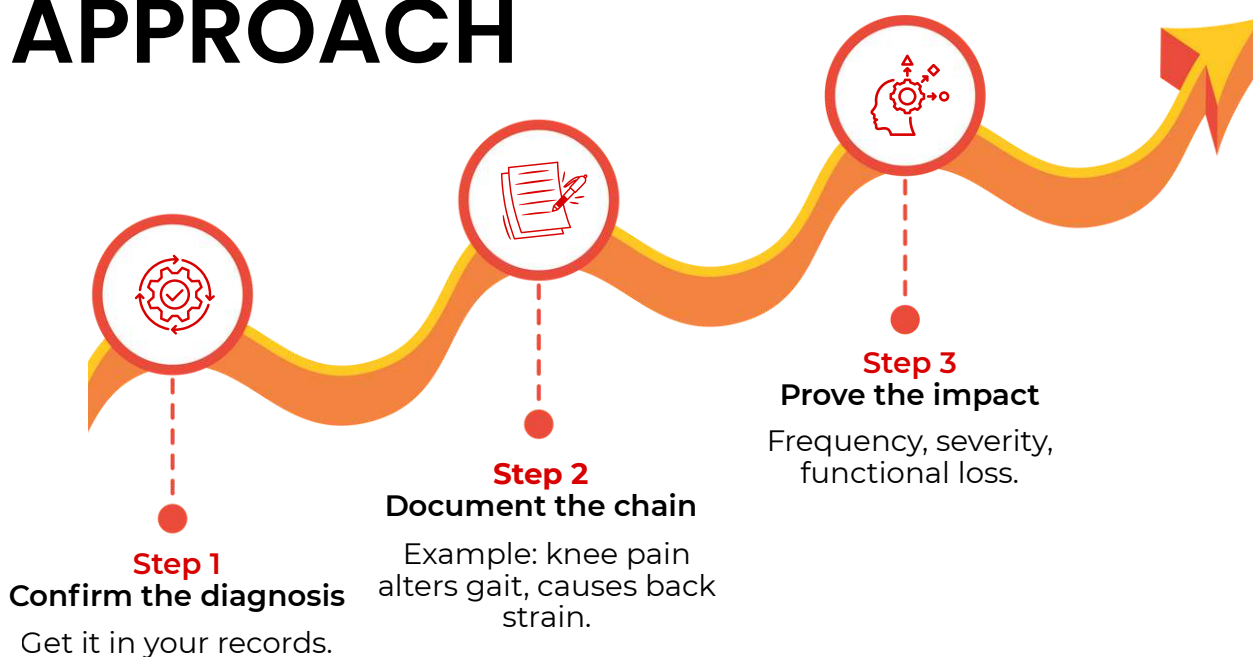 APPROACH
Step 1
Confirm the diagnosis
Get it in your records.
Step 2
Document the chain
Example: knee pain
alters gait, causes back
strain.
Step 3
Prove the impact
Frequency, severity,
functional loss.